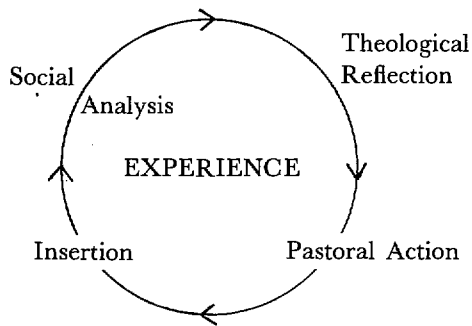 Theological
Reflection
Social
Analysis
EXPERIENCE
Insertion
Pastoral Action